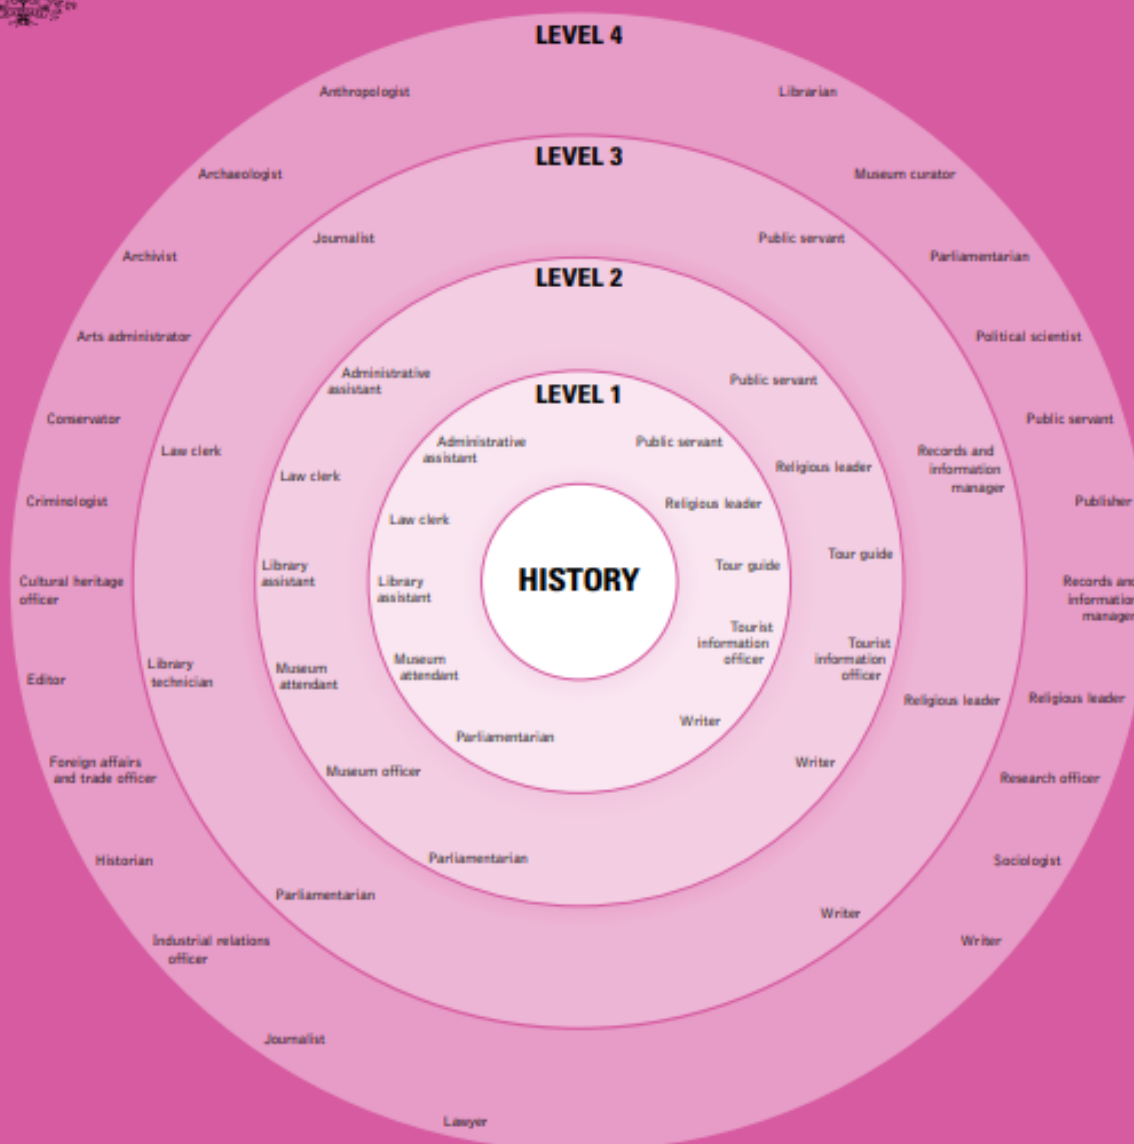 LEVEL 4
Anthropologist
Librarian
Archaeologist
Museum curator
Archivist
Parliamentarian
Arts administrator
Political scientist
Conservator
Public servant
Criminologist
Publisher
Cultural heritage
officer
Records and
information
manager
Editor
Religious leader
Foreign affairs
and trade officer
Research officer
Historian
Sociologist
Industrial relations
officer
Writer
Journalist
Lawyer
LEVEL 3
Journalist
Public servant
Law clerk
Records and
information
manager
Library
technician
Religious leader
Parliamentarian
Writer
LEVEL 2
Administrative
assistant
Public servant
Law clerk
Religious leader
Library
assistant
Tour guide
Museum
attendant
Tourist
information
officer
Museum officer
Writer
Parliamentarian
LEVEL 1
Administrative
assistant
Public servant
Law clerk
Religious leader
Library
assistant
Tour guide
Museum
attendant
Tourist
information
officer
Parliamentarian
Writer
HISTORY